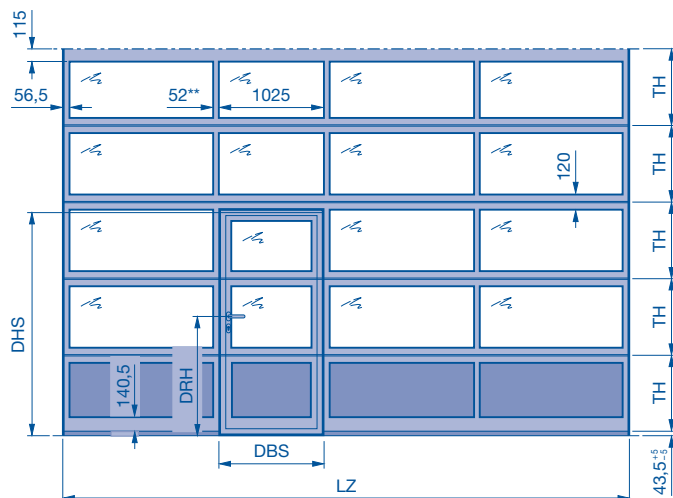 115
56,5
52**
1025
TH
TH
120
TH
DHS
TH
DRH
140,5
TH
DBS
43,5 +5 -5
LZ